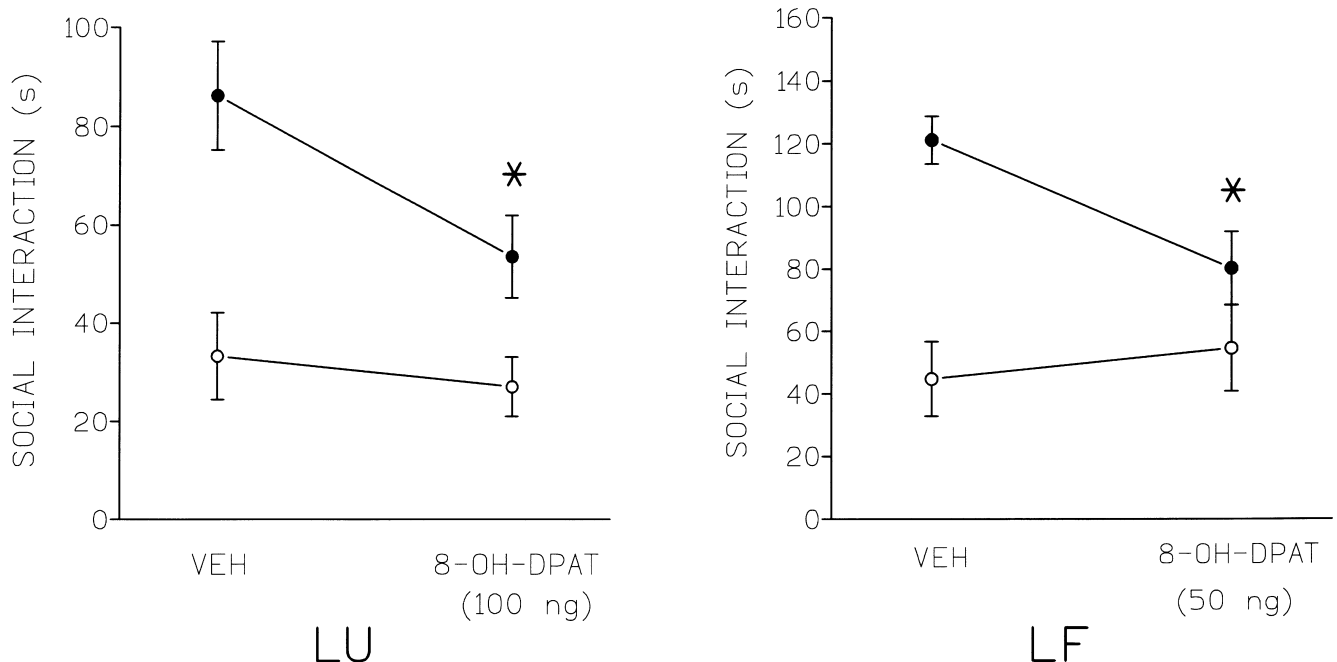 SOCIAL INTERACTION (s)
100
80
60
40
20
0
*
VEH
8-OH-DPAT
(100 ng)
LU
SOCIAL INTERACTION (s)
160
140
120
100
80
60
40
20
0
*
VEH
8-OH-DPAT
(50 ng)
LF